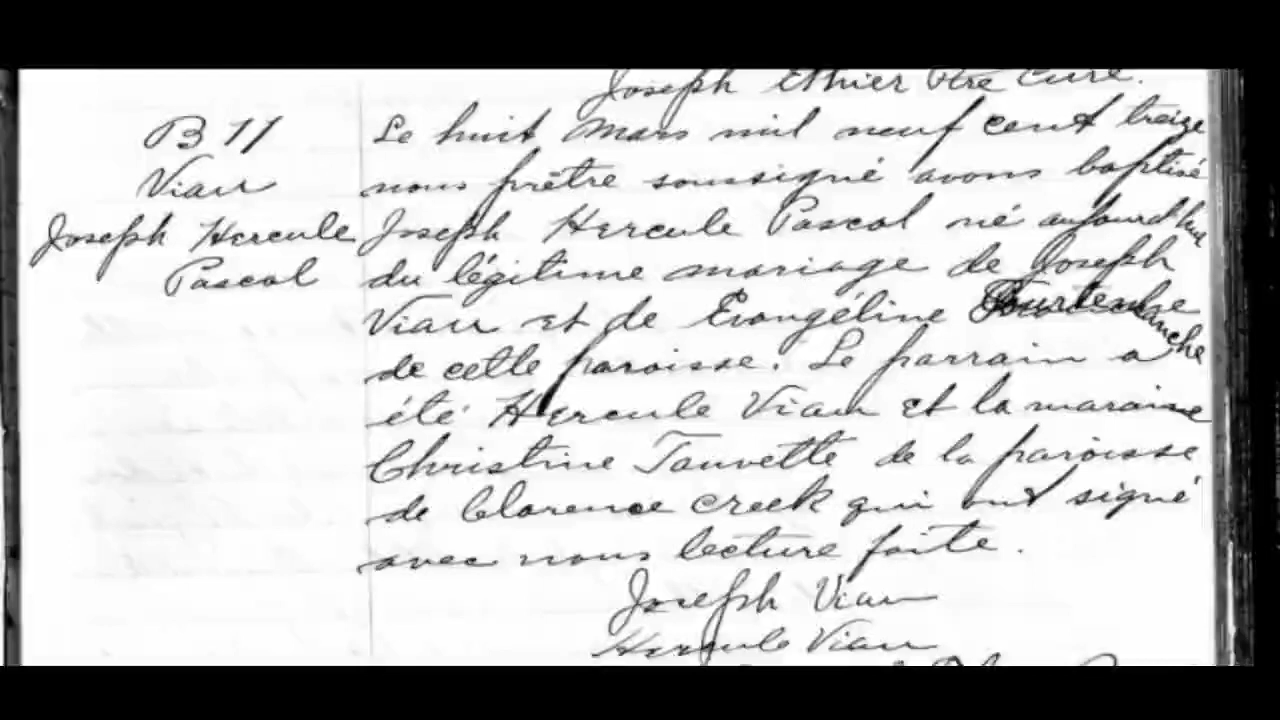 Joseph Ethier Ptre Curé.
B 11
Viau
Joseph Hercule
Pascal
Le huit Mars mil neuf cent treize
nous prêtre soussigné avons baptisé
Joseph Hercule Pascal né aujourd'hui
du légitime mariage de Joseph
Viau et de Evangéline
de cette paroisse. Le parrain a
été Hercule Viau et la maraine
Christine Tauvette de la paroisse
de Clarence creek qui ont signé
avec nous lecture faite.
Joseph Viau
Hercule Viau